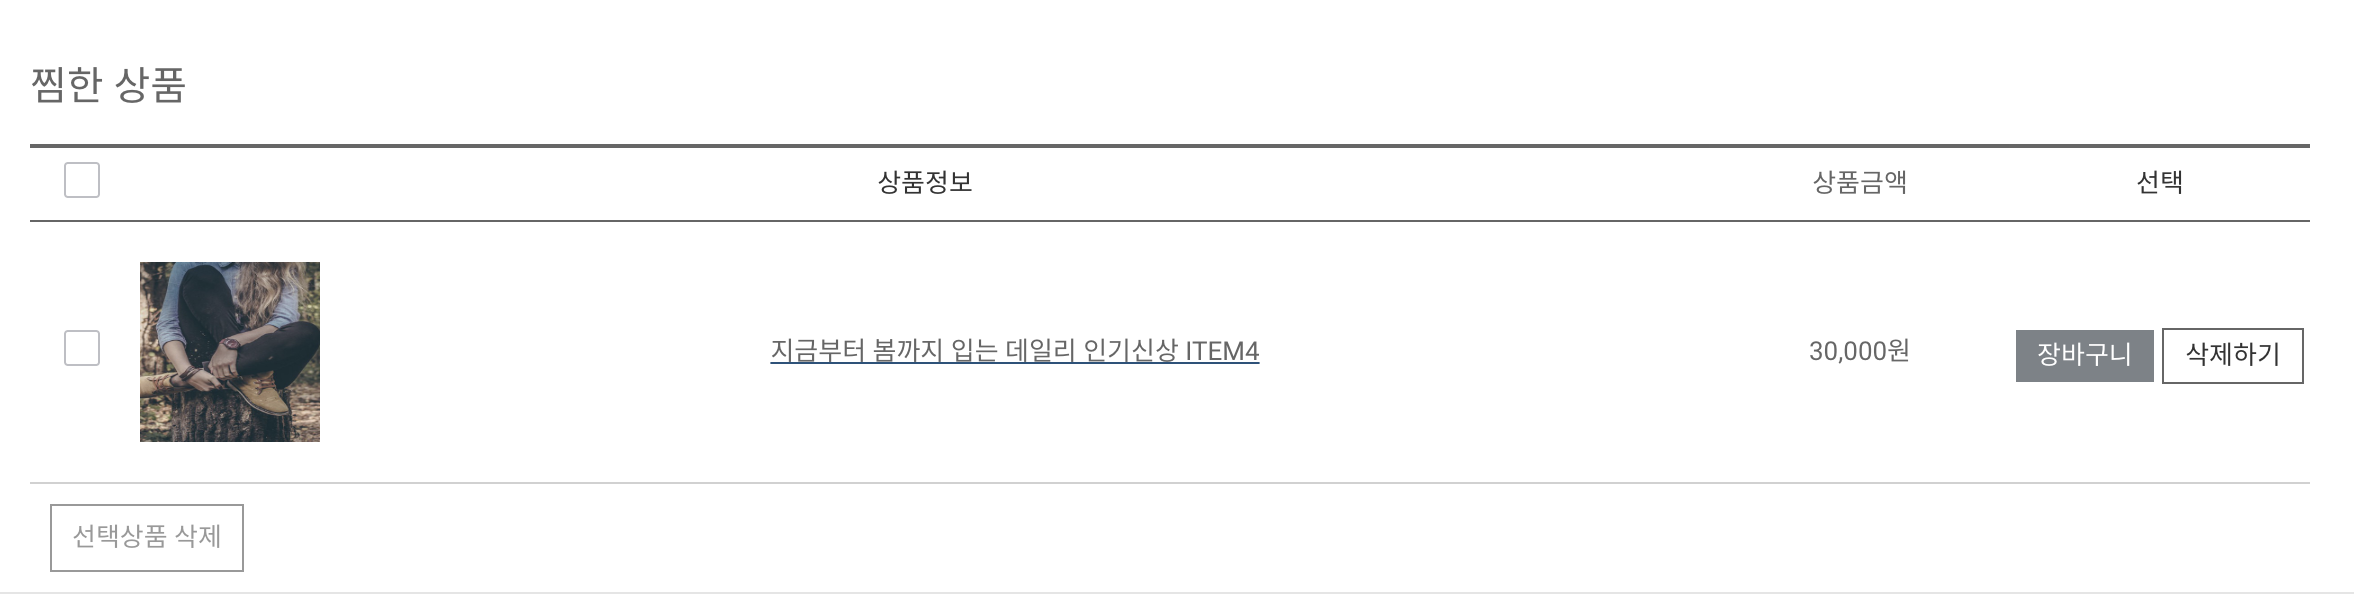 찜한 상품
상품정보 상품금액 선택
지금부터 봄까지 입는 데일리 인기신상 ITEM4 30,000원 장바구니 삭제하기
선택상품 삭제